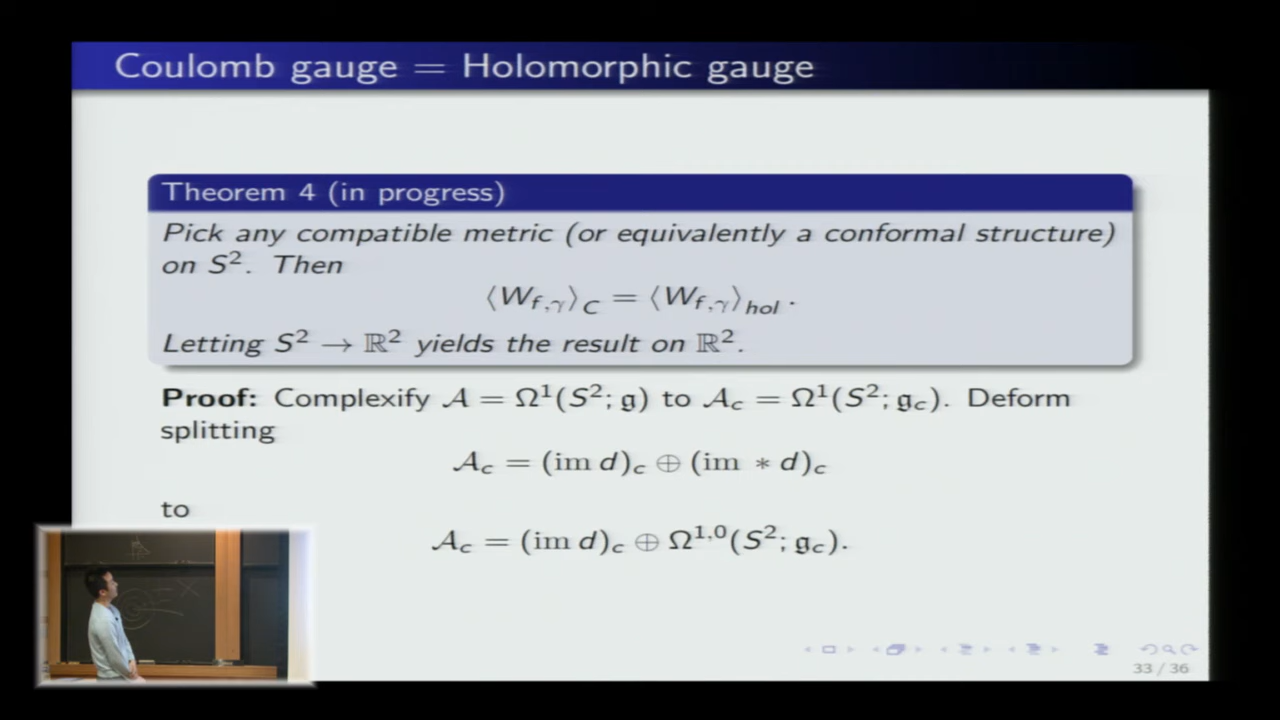 Coulomb gauge = Holomorphic gauge
Theorem 4 (in progress)
Pick any compatible metric (or equivalently a conformal structure)
on S². Then
⟨W_{f,γ}⟩_C = ⟨W_{f,γ}⟩_{hol} .
Letting S² → ℝ² yields the result on ℝ².
Proof: Complexify 𝒜 = Ω¹(S²; 𝔤) to 𝒜_c = Ω¹(S²; 𝔤_c). Deform
splitting
𝒜_c = (im d)_c ⊕ (im ∗ d)_c
to
𝒜_c = (im d)_c ⊕ Ω^{1,0}(S²; 𝔤_c).
33 / 36